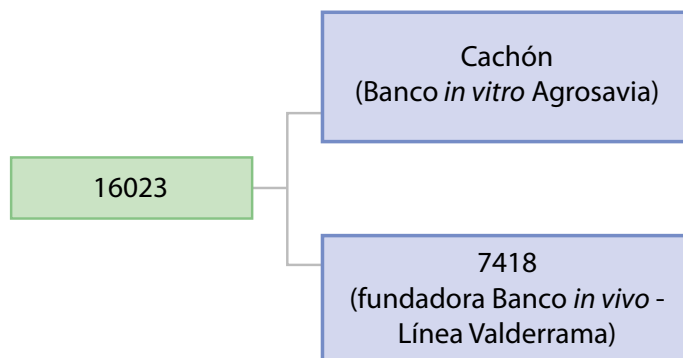 Cachón
(Banco in vitro Agrosavia)
16023
7418
(fundadora Banco in vivo -
Línea Valderrama)